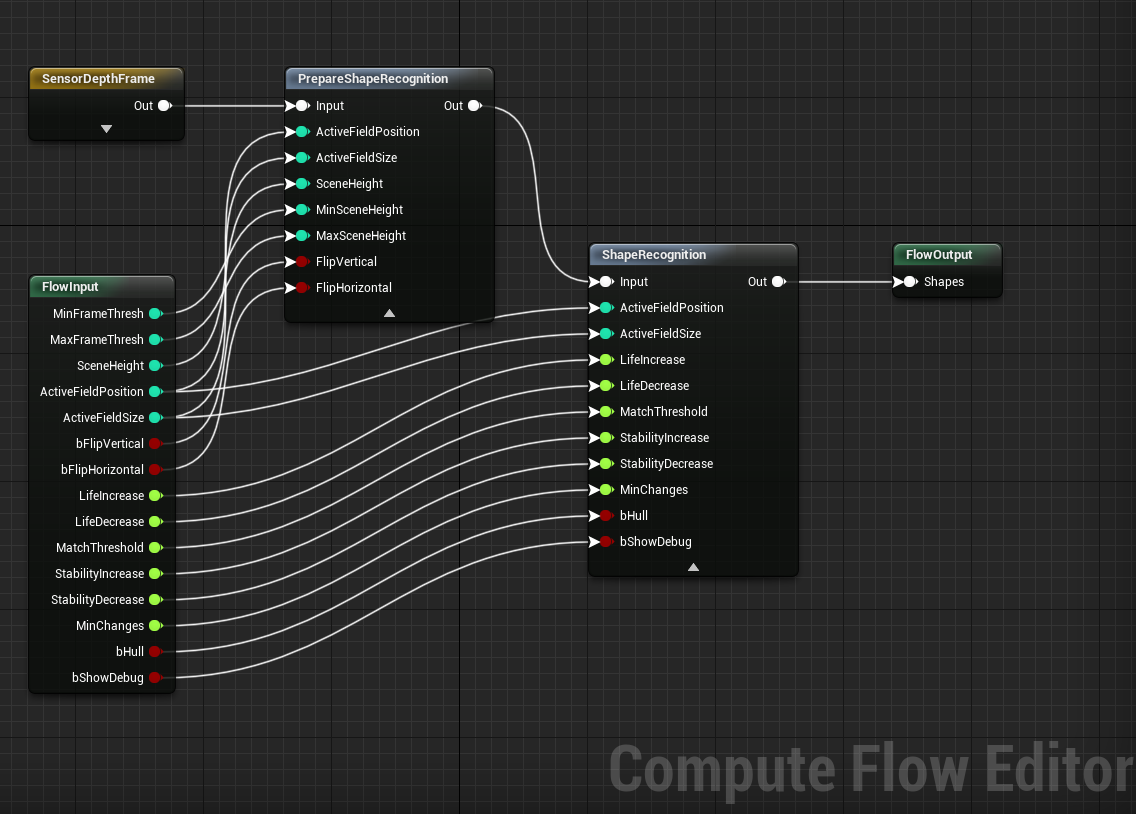 SensorDepthFrame
Out
PrepareShapeRecognition
Input
Out
ActiveFieldPosition
ActiveFieldSize
SceneHeight
MinSceneHeight
MaxSceneHeight
FlipVertical
FlipHorizontal
FlowInput
MinFrameThresh
MaxFrameThresh
SceneHeight
ActiveFieldPosition
ActiveFieldSize
bFlipVertical
bFlipHorizontal
LifeIncrease
LifeDecrease
MatchThreshold
StabilityIncrease
StabilityDecrease
MinChanges
bHull
bShowDebug
ShapeRecognition
Input
Out
ActiveFieldPosition
ActiveFieldSize
LifeIncrease
LifeDecrease
MatchThreshold
StabilityIncrease
StabilityDecrease
MinChanges
bHull
bShowDebug
FlowOutput
Shapes
Compute Flow Editor